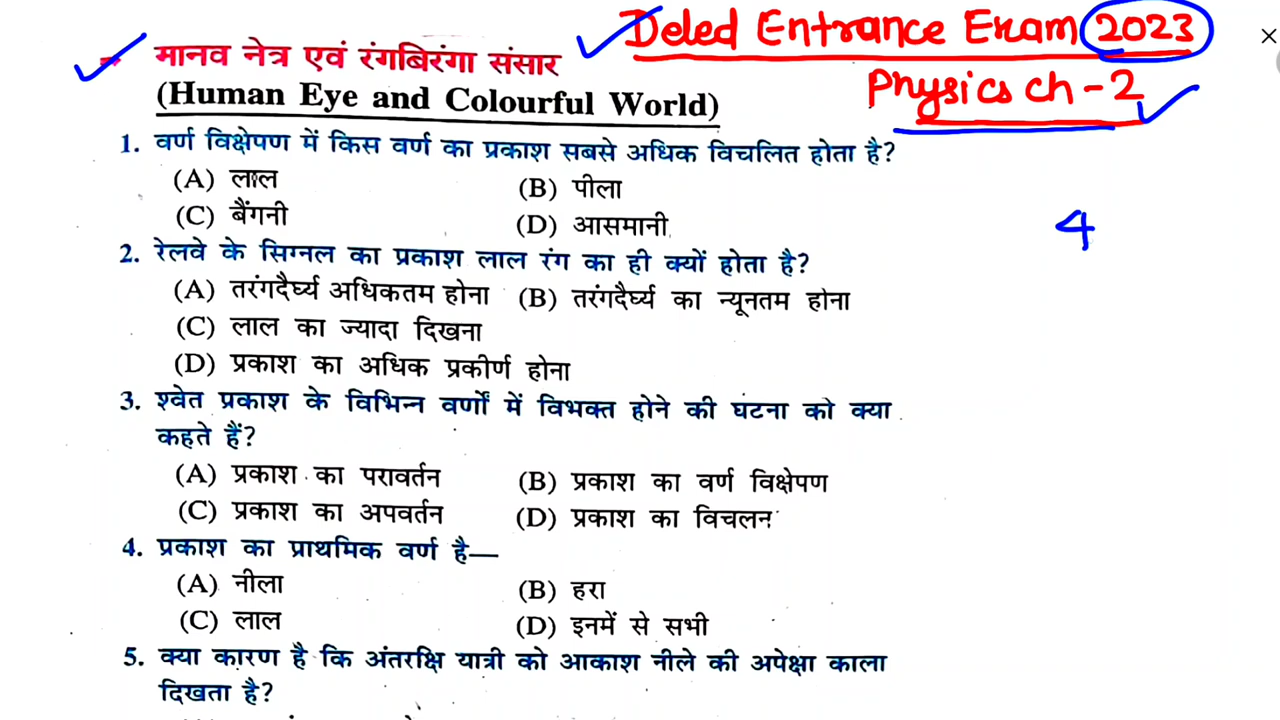 Deled Entrance Exam 2023
Physics ch - 2
मानव नेत्र एवं रंगबिरंगा संसार
(Human Eye and Colourful World)
1. वर्ण विक्षेपण में किस वर्ण का प्रकाश सबसे अधिक विचलित होता है?
(A) लाल (B) पीला
(C) बैंगनी (D) आसमानी
4
2. रेलवे के सिग्नल का प्रकाश लाल रंग का ही क्यों होता है?
(A) तरंगदैर्घ्य अधिकतम होना (B) तरंगदैर्घ्य का न्यूनतम होना
(C) लाल का ज्यादा दिखना
(D) प्रकाश का अधिक प्रकीर्ण होना
3. श्वेत प्रकाश के विभिन्न वर्णों में विभक्त होने की घंटना को क्या
कहते हैं?
(A) प्रकाश का परावर्तन (B) प्रकाश का वर्ण विक्षेपण
(C) प्रकाश का अपवर्तन (D) प्रकाश का विचलन
4. प्रकाश का प्राथमिक वर्ण है—
(A) नीला (B) हरा
(C) लाल (D) इनमें से सभी
5. क्या कारण है कि अंतरक्षि यात्री को आकाश नीले की अपेक्षा काला
दिखता है?